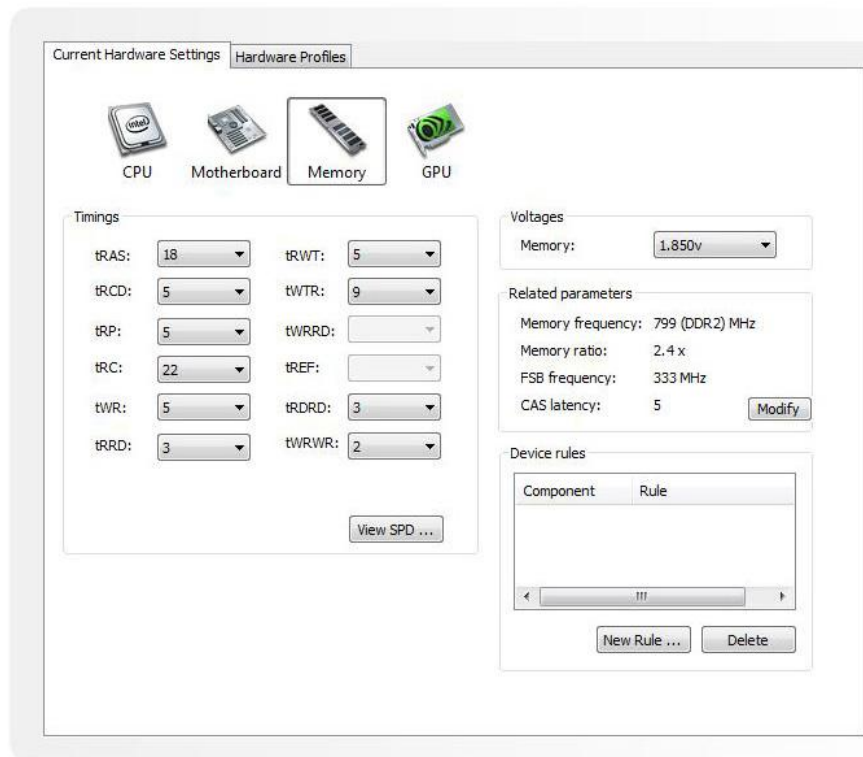 Current Hardware Settings
Hardware Profiles
intel
CPU
Motherboard
Memory
GPU
Timings
tRAS: 18
tRWT: 5
tRCD: 5
tWTR: 9
tRP: 5
tWRRD:
tRC: 22
tREF:
tWR: 5
tRDRD: 3
tRRD: 3
tWRWR: 2
View SPD ...
Voltages
Memory: 1.850v
Related parameters
Memory frequency: 799 (DDR2) MHz
Memory ratio: 2.4 x
FSB frequency: 333 MHz
CAS latency: 5
Modify
Device rules
Component Rule
New Rule ...
Delete